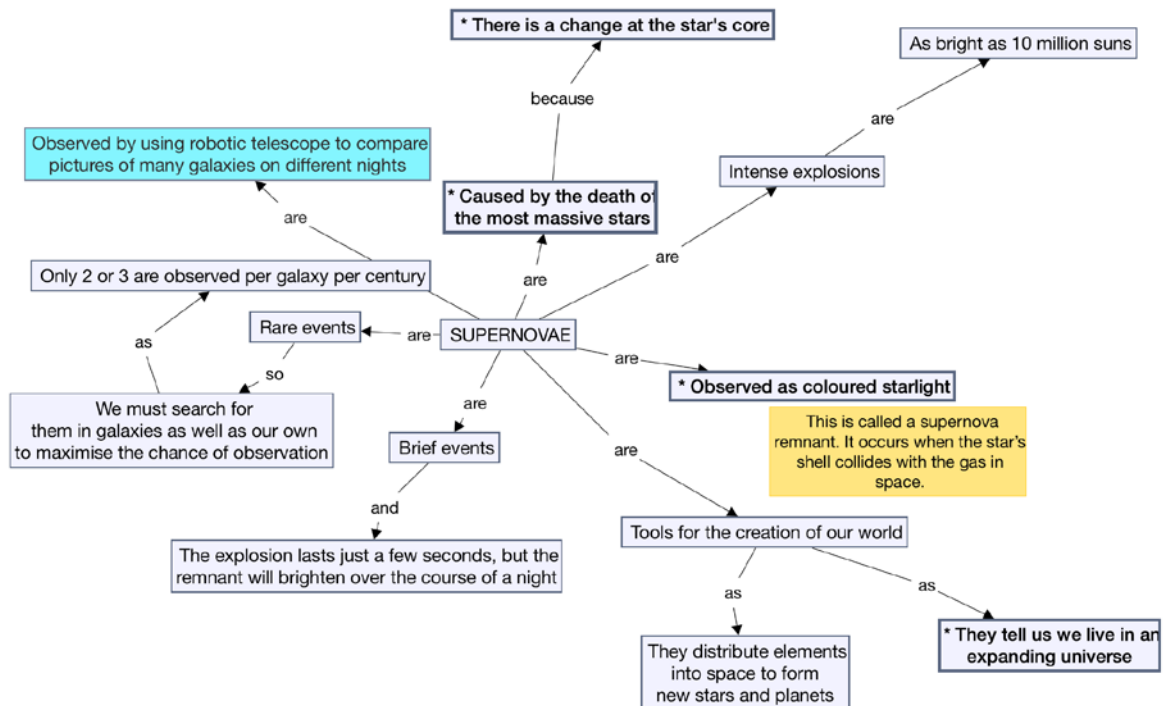 * There is a change at the star's core
As bright as 10 million suns
because
are
Observed by using robotic telescope to compare
pictures of many galaxies on different nights
Intense explosions
* Caused by the death of
the most massive stars
are
are
Only 2 or 3 are observed per galaxy per century
are
Rare events
are
SUPERNOVAE
as
are
so
* Observed as coloured starlight
We must search for
them in galaxies as well as our own
to maximise the chance of observation
are
Brief events
This is called a supernova
remnant. It occurs when the star's
shell collides with the gas in
space.
are
and
Tools for the creation of our world
The explosion lasts just a few seconds, but the
remnant will brighten over the course of a night
as
as
They distribute elements
into space to form
new stars and planets
* They tell us we live in an
expanding universe